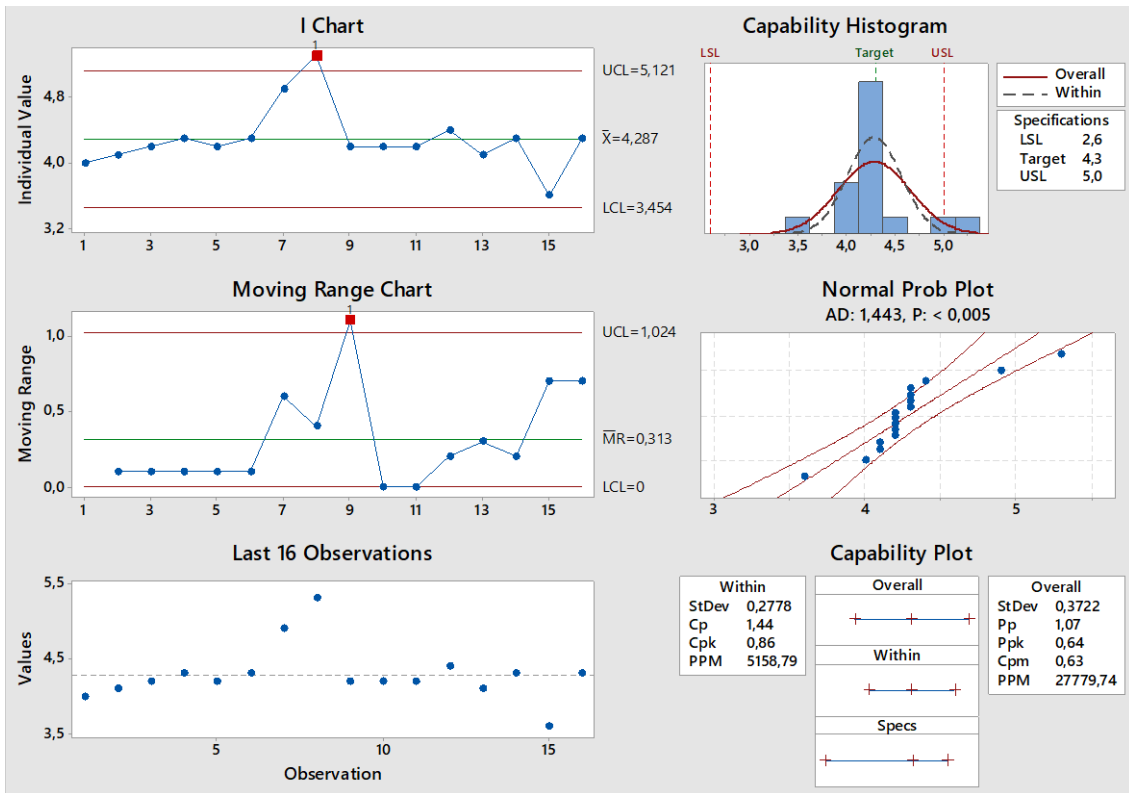 I Chart
Individual Value
4,8
4,0
3,2
1 3 5 7 9 11 13 15
1
UCL=5,121
X̄=4,287
LCL=3,454
Capability Histogram
LSL Target USL
3,0 3,5 4,0 4,5 5,0
Overall
Within
Specifications
LSL 2,6
Target 4,3
USL 5,0
Moving Range Chart
Moving Range
1,0
0,5
0,0
1 3 5 7 9 11 13 15
1
UCL=1,024
M̅R̅=0,313
LCL=0
Normal Prob Plot
AD: 1,443, P: < 0,005
3 4 5
Last 16 Observations
Values
5,5
4,5
3,5
5 10 15
Observation
Capability Plot
Within
StDev 0,2778
Cp 1,44
Cpk 0,86
PPM 5158,79
Overall
Within
Specs
Overall
StDev 0,3722
Pp 1,07
Ppk 0,64
Cpm 0,63
PPM 27779,74